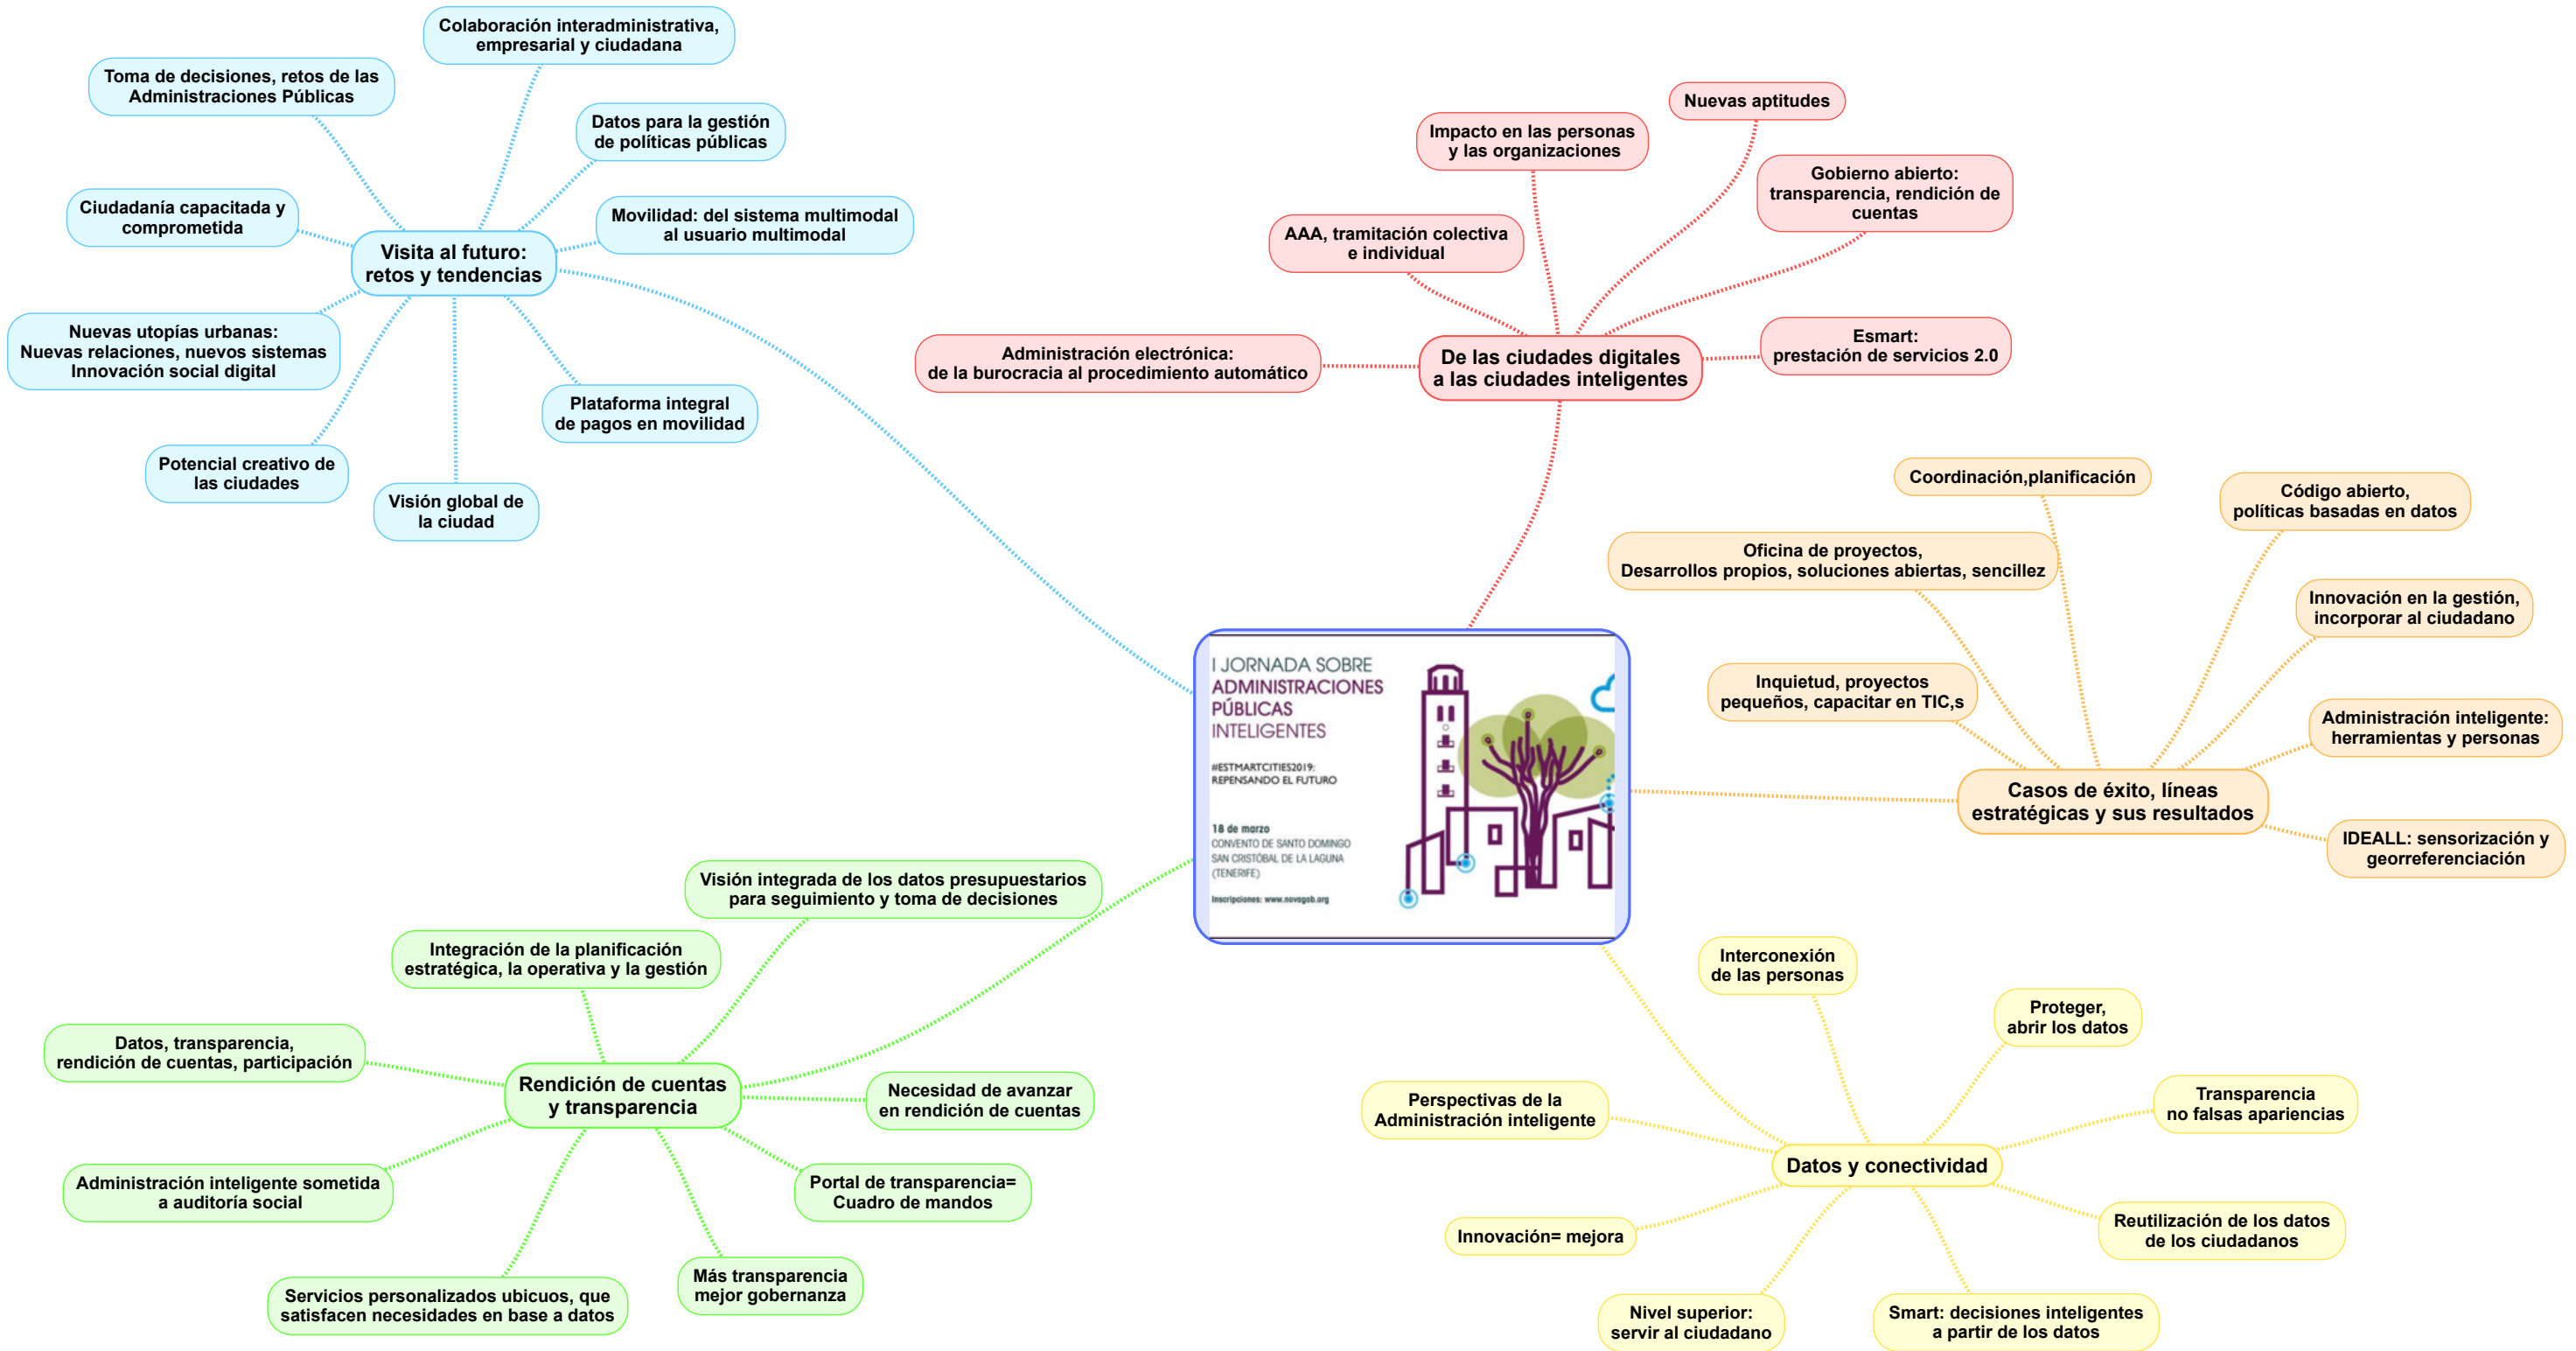 Colaboración interadministrativa,
empresarial y ciudadana
Toma de decisiones, retos de las
Administraciones Públicas
Datos para la gestión
de políticas públicas
Ciudadanía capacitada y
comprometida
Movilidad: del sistema multimodal
al usuario multimodal
Visita al futuro:
retos y tendencias
Nuevas utopías urbanas:
Nuevas relaciones, nuevos sistemas
Innovación social digital
Plataforma integral
de pagos en movilidad
Potencial creativo de
las ciudades
Visión global de
la ciudad
Nuevas aptitudes
Impacto en las personas
y las organizaciones
Gobierno abierto:
transparencia, rendición de
cuentas
AAA, tramitación colectiva
e individual
Administración electrónica:
de la burocracia al procedimiento automático
De las ciudades digitales
a las ciudades inteligentes
Esmart:
prestación de servicios 2.0
Coordinación,planificación
Código abierto,
políticas basadas en datos
Oficina de proyectos,
Desarrollos propios, soluciones abiertas, sencillez
Innovación en la gestión,
incorporar al ciudadano
Inquietud, proyectos
pequeños, capacitar en TIC,s
Administración inteligente:
herramientas y personas
Casos de éxito, líneas
estratégicas y sus resultados
IDEALL: sensorización y
georreferenciación
I JORNADA SOBRE
ADMINISTRACIONES
PÚBLICAS
INTELIGENTES
#ESTMARTCITIES2019:
REPENSANDO EL FUTURO
18 de marzo
CONVENTO DE SANTO DOMINGO
SAN CRISTÓBAL DE LA LAGUNA
(TENERIFE)
Inscripciones: www.novagob.org
Visión integrada de los datos presupuestarios
para seguimiento y toma de decisiones
Integración de la planificación
estratégica, la operativa y la gestión
Datos, transparencia,
rendición de cuentas, participación
Rendición de cuentas
y transparencia
Necesidad de avanzar
en rendición de cuentas
Administración inteligente sometida
a auditoría social
Portal de transparencia=
Cuadro de mandos
Servicios personalizados ubicuos, que
satisfacen necesidades en base a datos
Más transparencia
mejor gobernanza
Interconexión
de las personas
Proteger,
abrir los datos
Perspectivas de la
Administración inteligente
Transparencia
no falsas apariencias
Datos y conectividad
Innovación= mejora
Reutilización de los datos
de los ciudadanos
Nivel superior:
servir al ciudadano
Smart: decisiones inteligentes
a partir de los datos